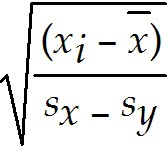 √((xᵢ − x̅) / (sₓ − s_y))